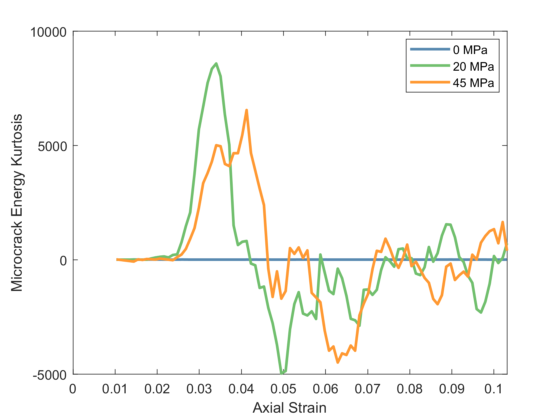 10000
5000
0
-5000
Microcrack Energy Kurtosis
0 MPa
20 MPa
45 MPa
0 0.01 0.02 0.03 0.04 0.05 0.06 0.07 0.08 0.09 0.1
Axial Strain